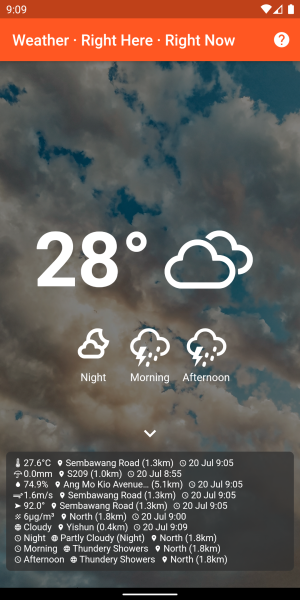 9:09
Weather · Right Here · Right Now
28°
Night Morning Afternoon
27.6°C Sembawang Road (1.3km) 20 Jul 9:05
0.0mm S209 (1.0km) 20 Jul 8:55
74.9% Ang Mo Kio Avenue... (5.1km) 20 Jul 9:05
1.6m/s Sembawang Road (1.3km) 20 Jul 9:05
92.0° Sembawang Road (1.3km) 20 Jul 9:05
6µg/m³ North (1.8km) 20 Jul 9:00
Cloudy Yishun (0.4km) 20 Jul 9:09
Night Partly Cloudy (Night) North (1.8km)
Morning Thundery Showers North (1.8km)
Afternoon Thundery Showers North (1.8km)